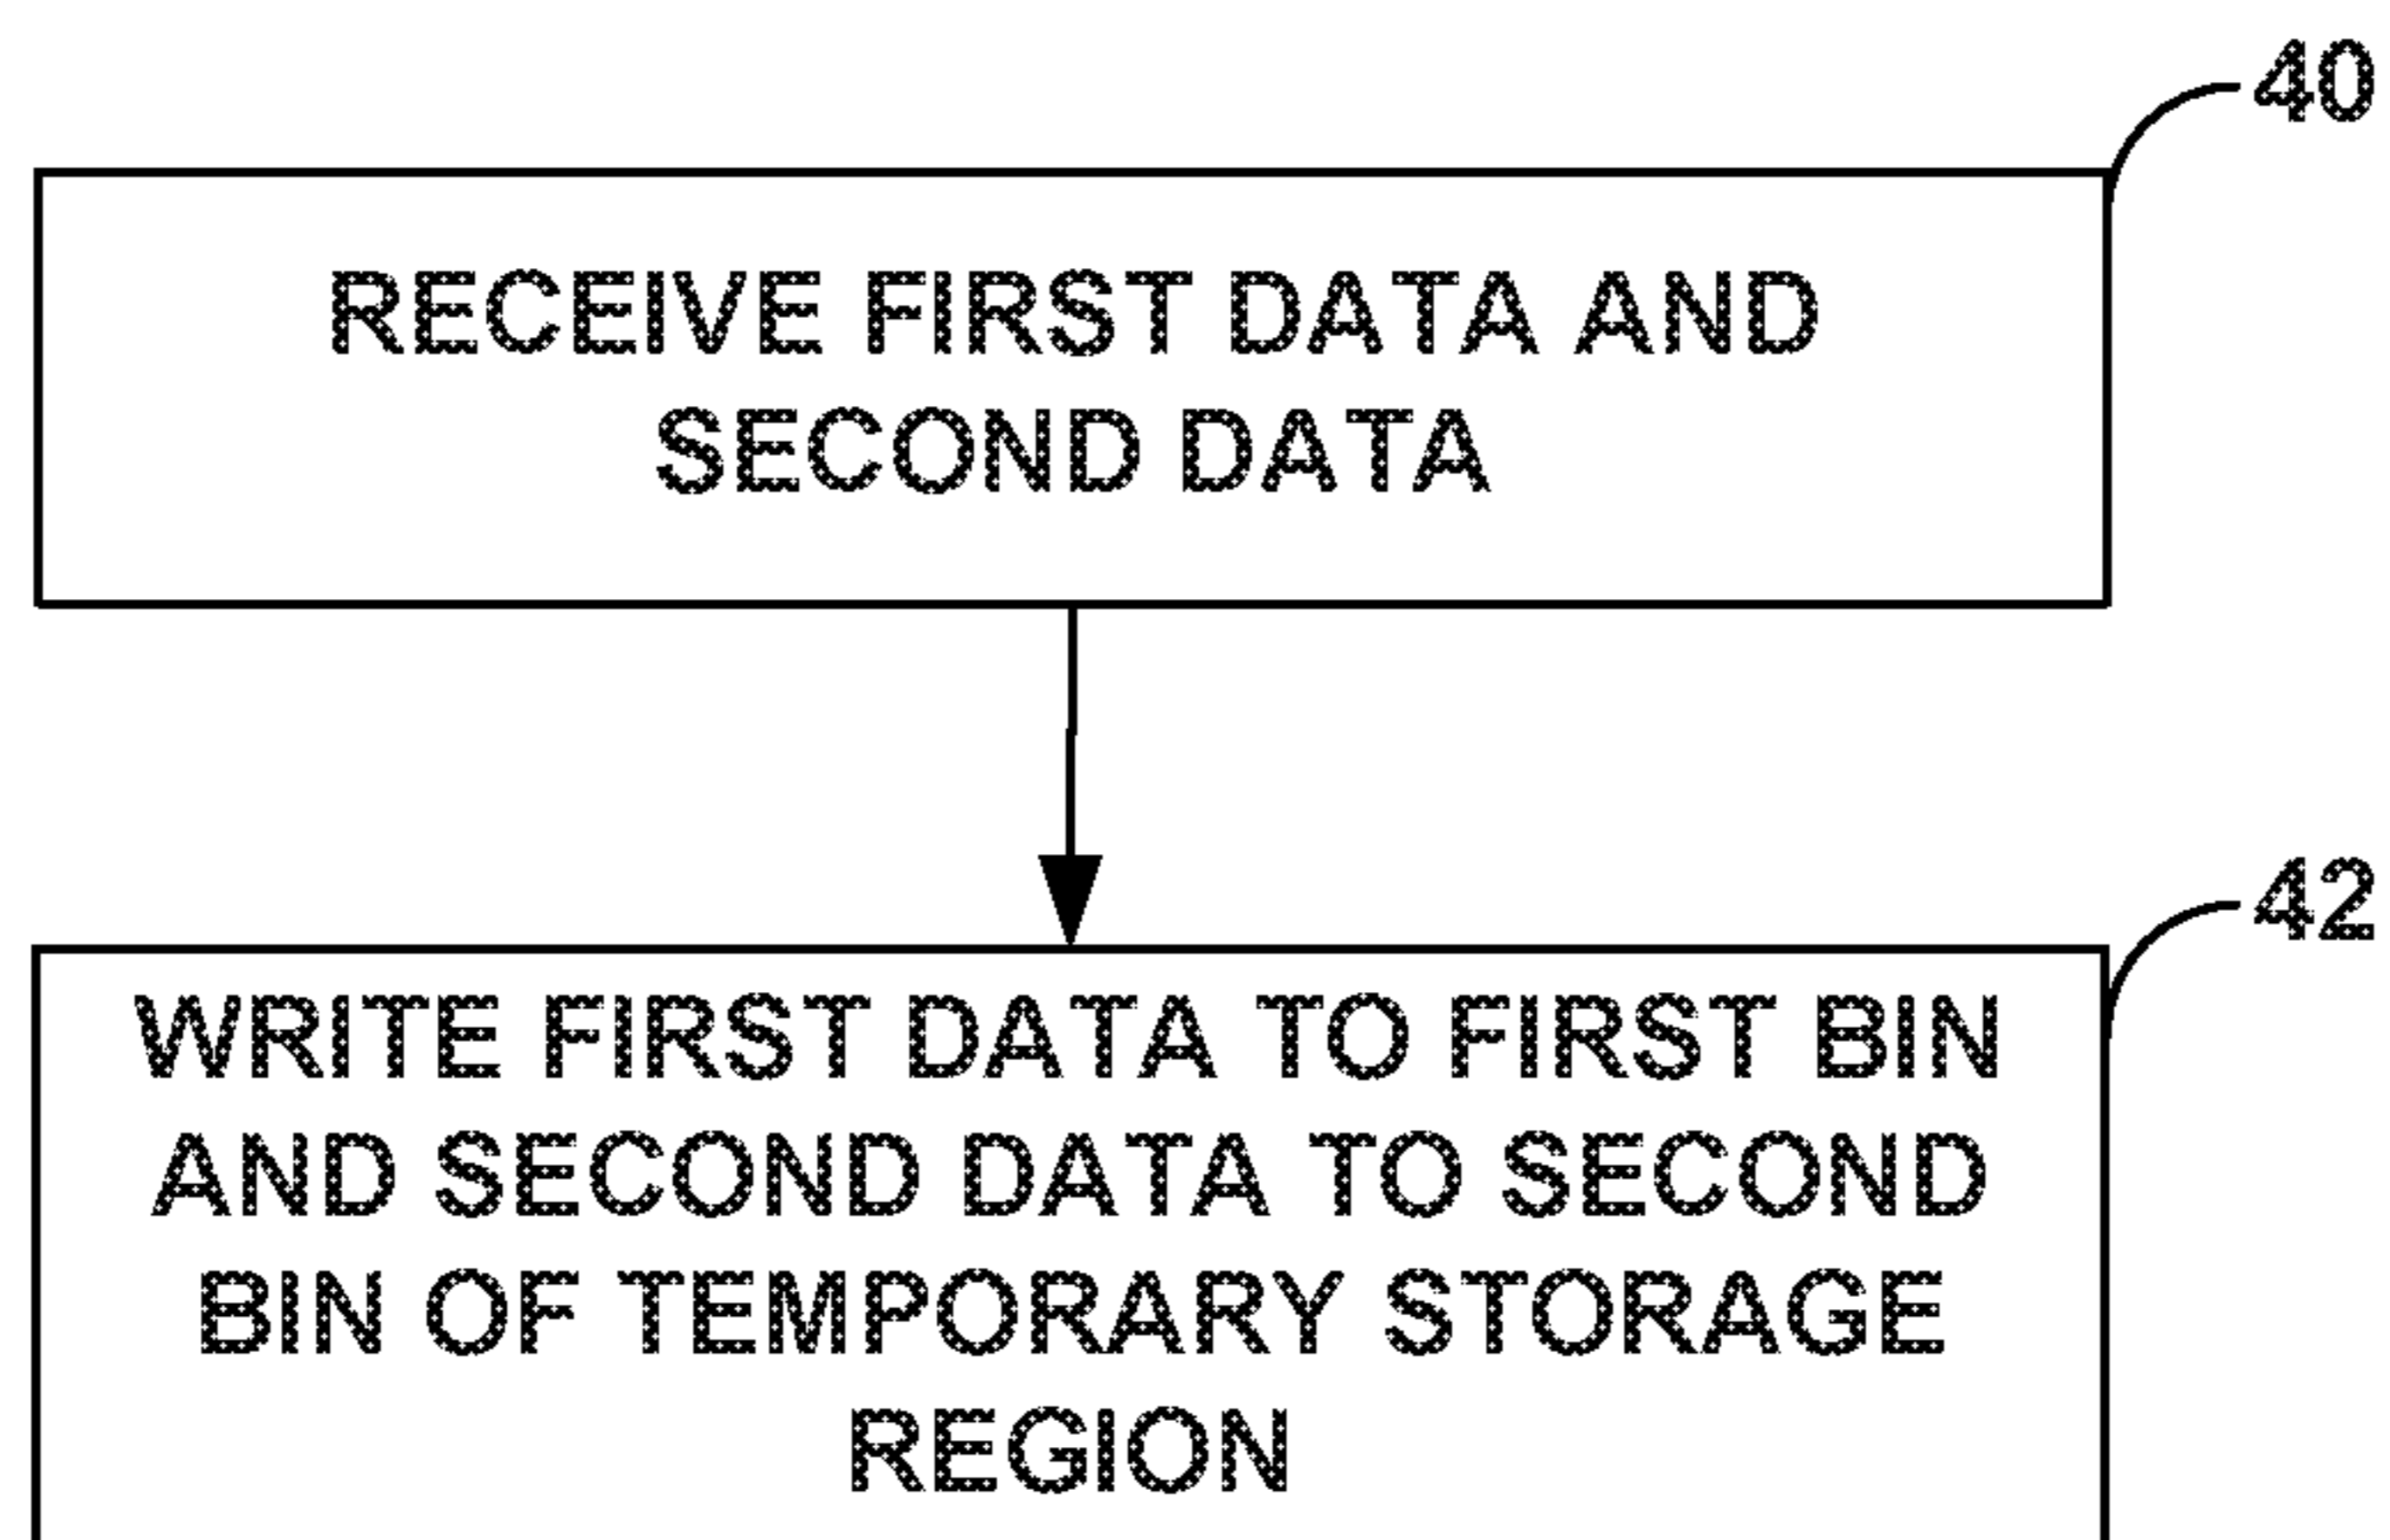 40
RECEIVE FIRST DATA AND
SECOND DATA
42
WRITE FIRST DATA TO FIRST BIN
AND SECOND DATA TO SECOND
BIN OF TEMPORARY STORAGE
REGION